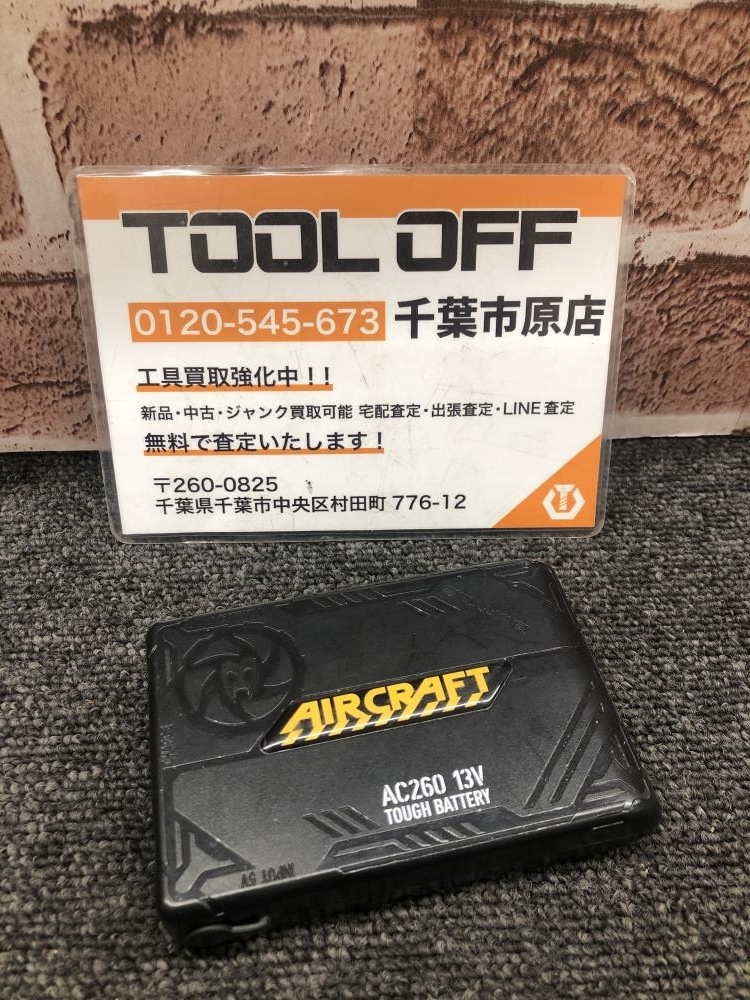 TOOL OFF
0120-545-673 千葉市原店
工具買取強化中！！
新品・中古・ジャンク買取可能 宅配査定・出張査定・LINE査定
無料で査定いたします！
〒260-0825
千葉県千葉市中央区村田町 776-12
AIRCRAFT
AC260 13V
TOUGH BATTERY
INPUT 5V